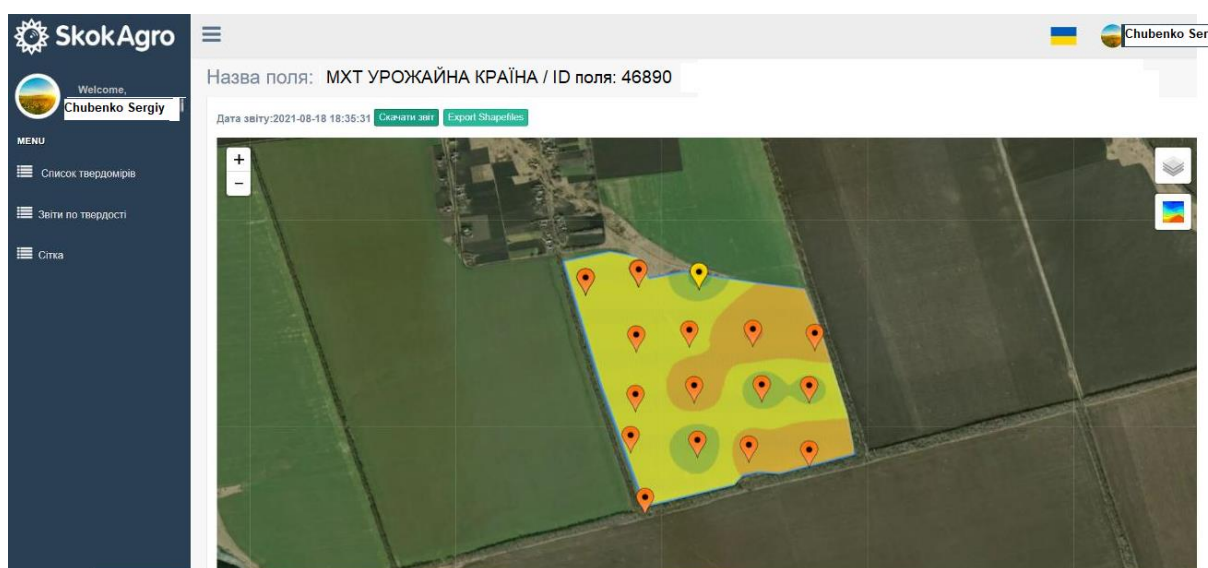 SkokAgro
Chubenko Ser
Welcome,
Chubenko Sergiy
Назва поля: МХТ УРОЖАЙНА КРАЇНА / ID поля: 46890
Дата звіту:2021-08-18 18:35:31 Скачати звіт Export Shapefiles
MENU
Список твердомірів
Звіти по твердості
Сітка
+
−